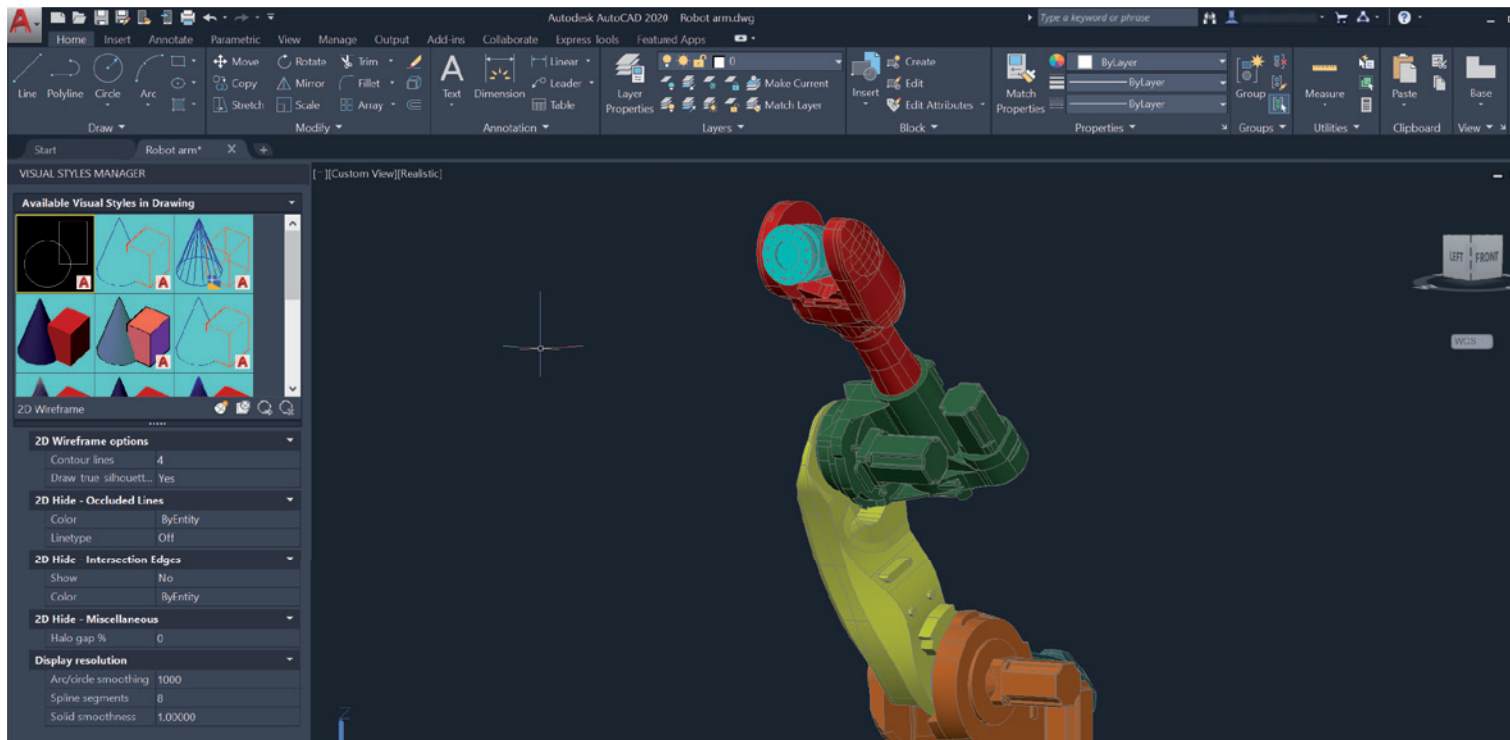 Autodesk AutoCAD 2020 Robot arm.dwg Type a keyword or phrase
Home Insert Annotate Parametric View Manage Output Add-ins Collaborate Express Tools Featured Apps
Line Polyline Circle Arc
Move Rotate Trim
Copy Mirror Fillet
Stretch Scale Array
Text Dimension
Linear
Leader
Table
Layer Properties
0
Make Current
Match Layer
Insert
Create
Edit
Edit Attributes
Match Properties
ByLayer
ByLayer
ByLayer
Group Measure Paste Base
Draw Modify Annotation Layers Block Properties Groups Utilities Clipboard View
Start Robot arm* X +
VISUAL STYLES MANAGER
[−][Custom View][Realistic]
Available Visual Styles in Drawing
2D Wireframe
2D Wireframe options
Contour lines 4
Draw true silhouett... Yes
2D Hide - Occluded Lines
Color ByEntity
Linetype Off
2D Hide - Intersection Edges
Show No
Color ByEntity
2D Hide - Miscellaneous
Halo gap % 0
Display resolution
Arc/circle smoothing 1000
Spline segments 8
Solid smoothness 1.00000
LEFT FRONT
WCS
Z